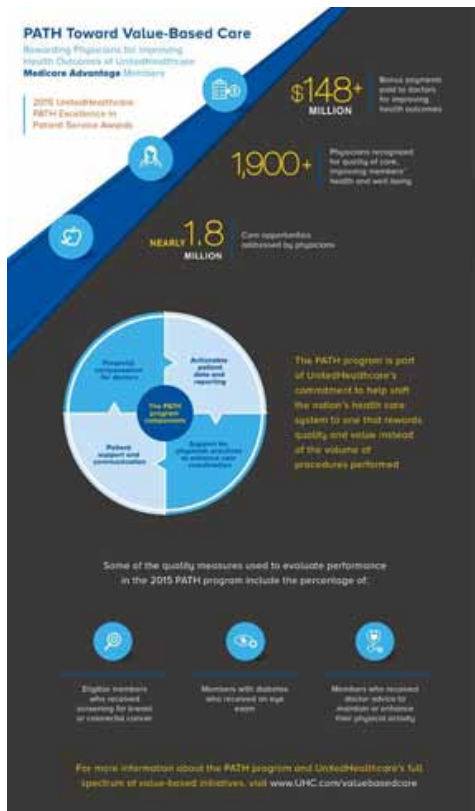 PATH Toward Value-Based Care
Rewarding Physicians for Improving
Health Outcomes of UnitedHealthcare
Medicare Advantage Members
2015 UnitedHealthcare
PATH Excellence in
Patient Service Awards
$148+
MILLION
Bonus payments
paid to doctors
for improving
health outcomes
1,900+
Physicians recognized
for quality of care,
improving members'
health and well-being
NEARLY 1.8
MILLION
Care opportunities
addressed by physicians
Financial
compensation
for doctors
Actionable
patient
data and
reporting
The PATH
program
components
Patient
support and
communication
Support for
physician practices
to enhance care
coordination
The PATH program is part
of UnitedHealthcare's
commitment to help shift
the nation's health care
system to one that rewards
quality and value instead
of the volume of
procedures performed
Some of the quality measures used to evaluate performance
in the 2015 PATH program include the percentage of:
Eligible members
who received
screening for breast
or colorectal cancer
Members with diabetes
who received an eye
exam
Members who received
doctor advice to
maintain or enhance
their physical activity
For more information about the PATH program and UnitedHealthcare's full
spectrum of value-based initiatives, visit www.UHC.com/valuebasedcare